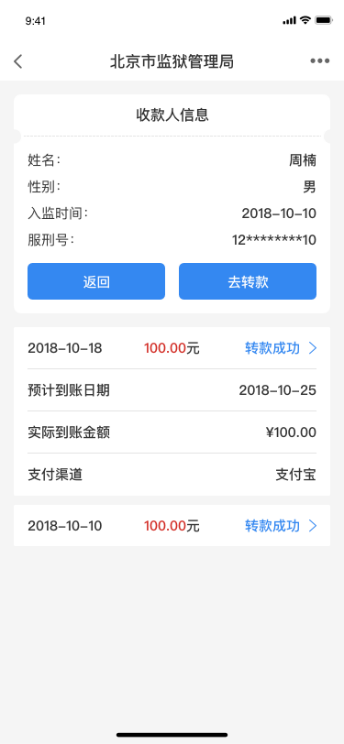 9:41
北京市监狱管理局
收款人信息
姓名： 周楠
性别： 男
入监时间： 2018-10-10
服刑号： 12********10
返回 去转款
2018-10-18 100.00元 转款成功
预计到账日期 2018-10-25
实际到账金额 ¥100.00
支付渠道 支付宝
2018-10-10 100.00元 转款成功